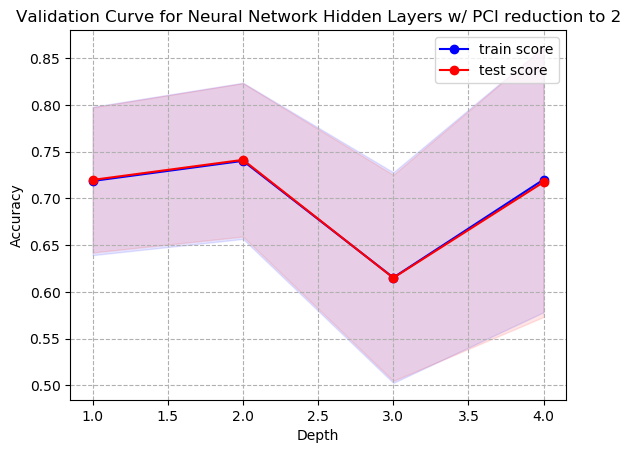 Validation Curve for Neural Network Hidden Layers w/ PCI reduction to 2
train score
test score
0.85
0.80
0.75
0.70
0.65
0.60
0.55
0.50
Accuracy
1.0 1.5 2.0 2.5 3.0 3.5 4.0
Depth